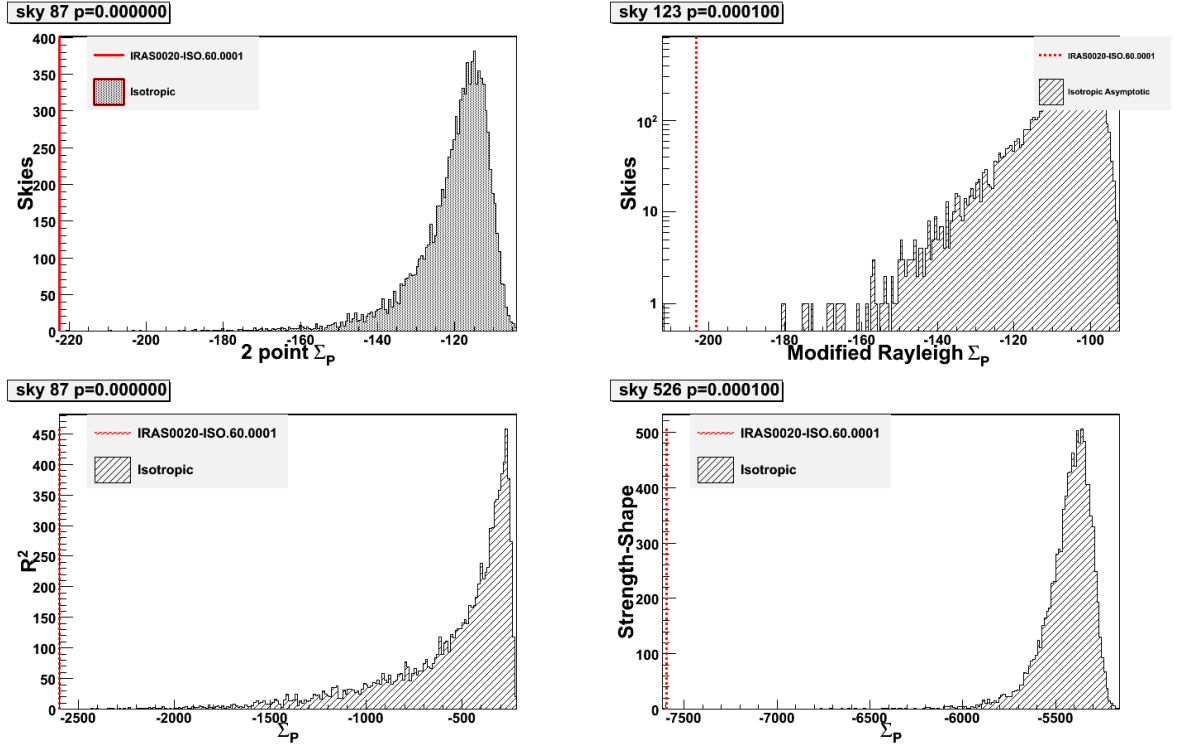 sky 87 p=0.000000
400
350
300
250
200
150
100
50
0
Skies
IRAS0020-ISO.60.0001
Isotropic
-220 -200 -180 -160 -140 -120
2 point ΣP
sky 123 p=0.000100
10²
10
1
Skies
IRAS0020-ISO.60.0001
Isotropic Asymptotic
-200 -180 -160 -140 -120 -100
Modified Rayleigh ΣP
sky 87 p=0.000000
450
400
350
300
250
200
150
100
50
0
R²
IRAS0020-ISO.60.0001
Isotropic
-2500 -2000 -1500 -1000 -500
ΣP
sky 526 p=0.000100
500
400
300
200
100
0
Strength-Shape
IRAS0020-ISO.60.0001
Isotropic
-7500 -7000 -6500 -6000 -5500
ΣP